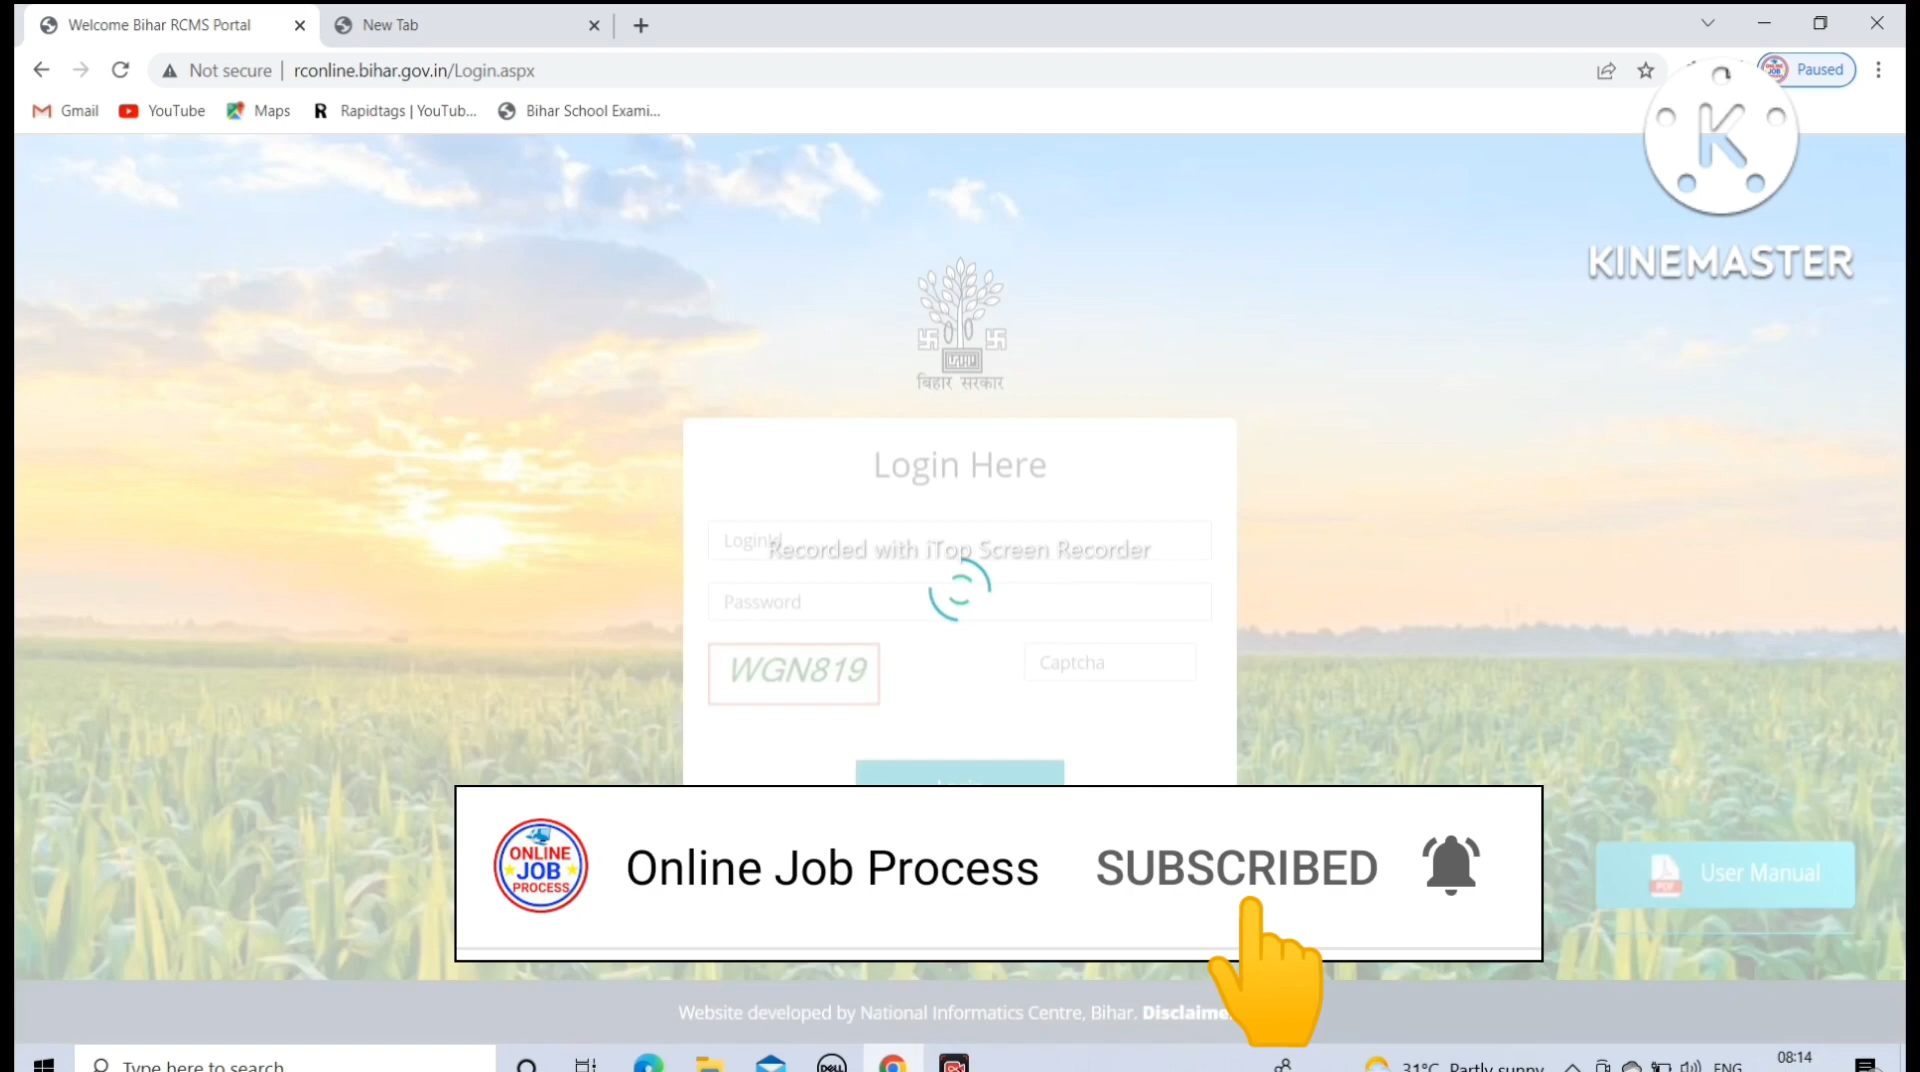 Welcome Bihar RCMS Portal
New Tab
Not secure
rconline.bihar.gov.in/Login.aspx
Paused
Gmail
YouTube
Maps
R Rapidtags | YouTub...
Bihar School Exami...
K
KINEMASTER
बिहार सरकार
Login Here
LoginId
Recorded with iTop Screen Recorder
Password
WGN819
Captcha
ONLINE
JOB
PROCESS
Online Job Process
SUBSCRIBED
PDF
User Manual
Website developed by National Informatics Centre, Bihar. Disclaime
Type here to search
DELL
31°C Partly sunny
ENG
08:14